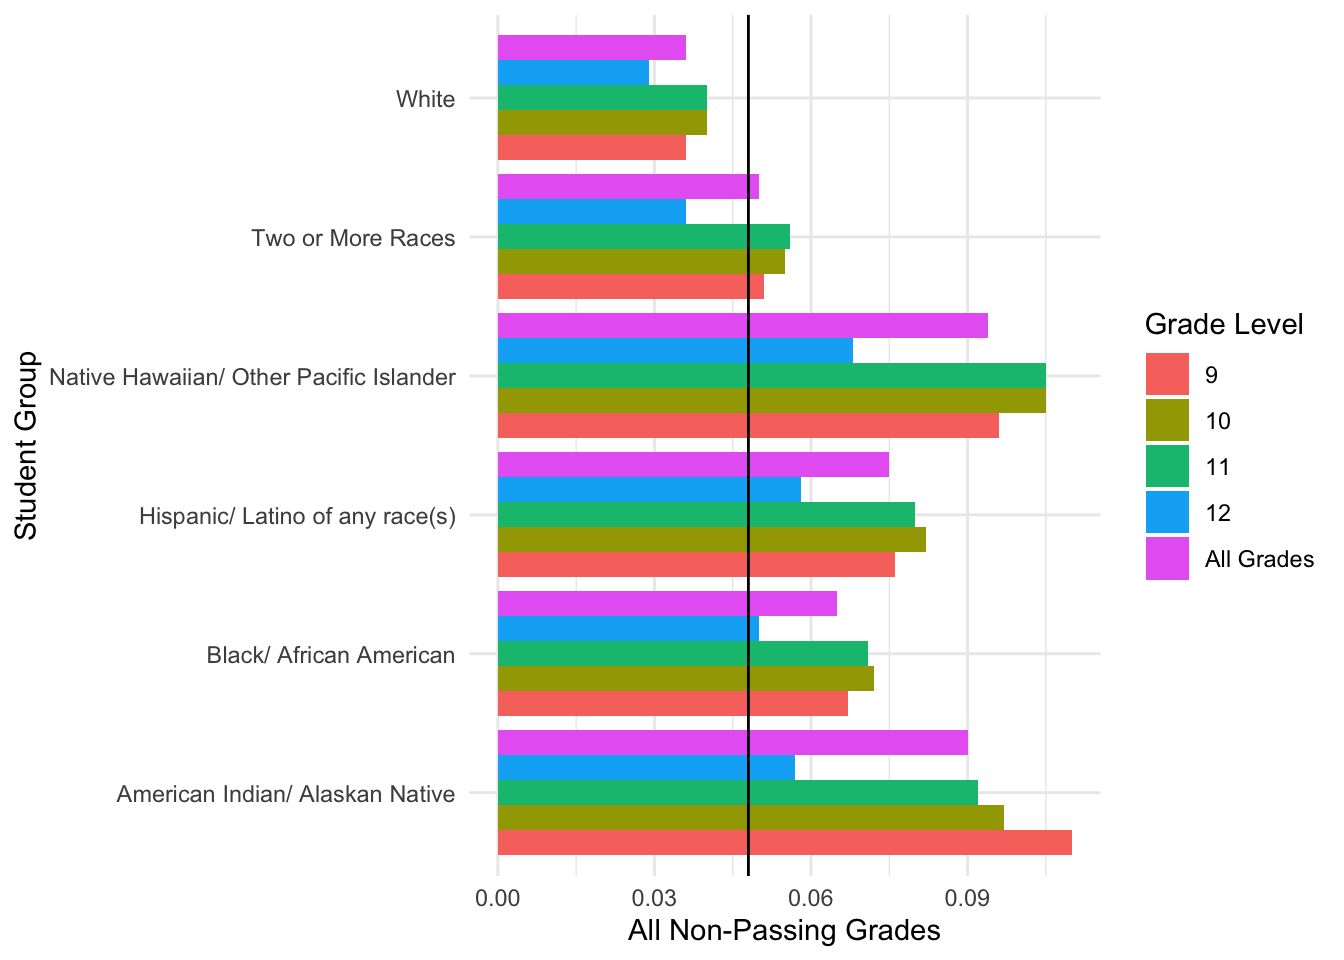 White
Two or More Races
Native Hawaiian/ Other Pacific Islander
Hispanic/ Latino of any race(s)
Black/ African American
American Indian/ Alaskan Native
Student Group
0.00 0.03 0.06 0.09
All Non-Passing Grades
Grade Level
9
10
11
12
All Grades